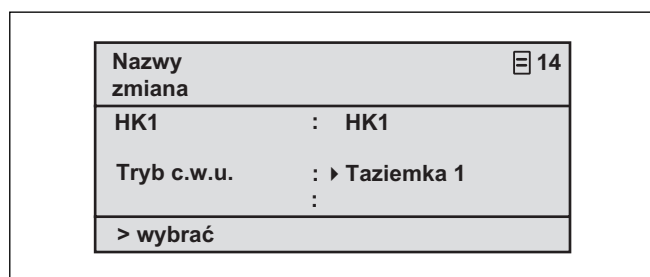 Nazwy 14
zmiana
HK1 : HK1
Tryb c.w.u. : Taziemka 1
:
> wybrać